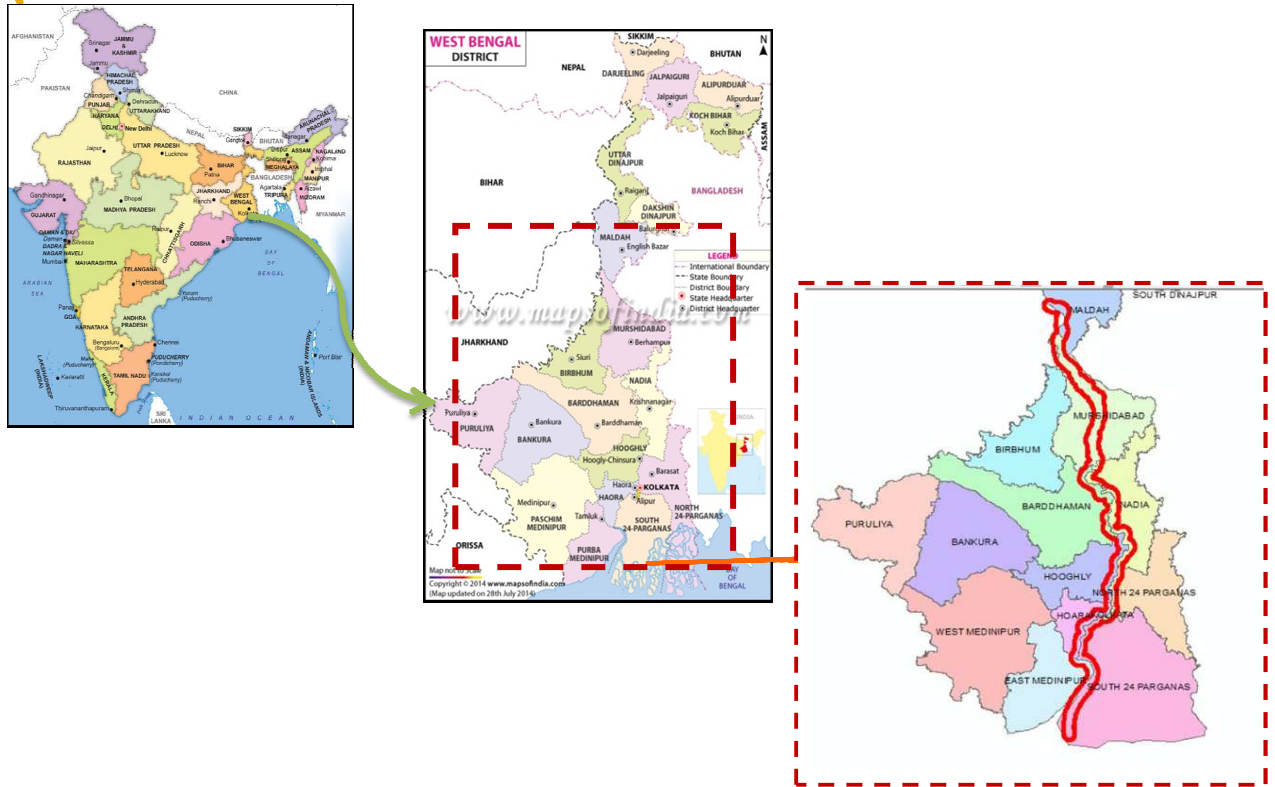 AFGHANISTAN
JAMMU
&
KASHMIR
Srinagar
Jammu
HIMACHAL
PRADESH
Shimla
PAKISTAN
Chandigarh
PUNJAB
Dehradun
UTTARAKHAND
CHINA
HARYANA
DELHI
New Delhi
NEPAL
SIKKIM
Gangtok
BHUTAN
ARUNACHAL
PRADESH
Itanagar
Jaipur
RAJASTHAN
UTTAR PRADESH
Lucknow
Dispur
ASSAM
NAGALAND
Kohima
Shillong
MEGHALAYA
Imphal
MANIPUR
BIHAR
Patna
BANGLADESH
Agartala
TRIPURA
Aizawl
MIZORAM
MYANMAR
Gandhinagar
GUJARAT
Bhopal
MADHYA PRADESH
JHARKHAND
Ranchi
WEST
BENGAL
Kolkata
Raipur
CHHATTISGARH
ODISHA
Bhubaneswar
DAMAN & DIU
Daman
Silvassa
DADRA &
NAGAR HAVELI
Mumbai
MAHARASHTRA
BAY
OF
BENGAL
ARABIAN
SEA
TELANGANA
Hyderabad
Yanam
(Puducherry)
Panaji
GOA
KARNATAKA
ANDHRA
PRADESH
Bengaluru
(Bangalore)
Chennai
Mahe
(Puducherry)
PUDUCHERRY
(Pondicherry)
Karaikal
(Puducherry)
LAKSHADWEEP
(INDIA)
Kavaratti
KERALA
TAMIL NADU
Thiruvananthapuram
SRI
LANKA
INDIAN OCEAN
ANDAMAN & NICOBAR ISLANDS
(INDIA)
Port Blair
WEST BENGAL
DISTRICT
SIKKIM
N
NEPAL
BHUTAN
Darjeeling
DARJEELING
JALPAIGURI
Jalpaiguri
ALIPURDUAR
Alipurduar
KOCH BIHAR
Koch Bihar
ASSAM
UTTAR
DINAJPUR
BIHAR
Raiganj
BANGLADESH
DAKSHIN
DINAJPUR
Balurghat
MALDAH
English Bazar
LEGEND
International Boundary
State Boundary
District Boundary
State Headquarter
District Headquarter
www.mapsofindia.com
MURSHIDABAD
Berhampur
JHARKHAND
Siuri
BIRBHUM
NADIA
Krishnanagar
BARDDHAMAN
Barddhaman
Puruliya
PURULIYA
Bankura
BANKURA
INDIA
HOOGHLY
Hoogly-Chinsura
Barasat
Haora
KOLKATA
HAORA
Alipur
Medinipur
PASCHIM
MEDINIPUR
Tamluk
SOUTH
24-PARGANAS
NORTH
24-PARGANAS
ORISSA
PURBA
MEDINIPUR
BAY
OF
BENGAL
Map not to Scale
Copyright © 2014 www.mapsofindia.com
(Map updated on 28th July 2014)
SOUTH DINAJPUR
MALDAH
MURSHIDABAD
BIRBHUM
BARDDHAMAN
NADIA
PURULIYA
BANKURA
HOOGHLY
NORTH 24 PARGANAS
HOARA
KOLKATA
WEST MEDINIPUR
EAST MEDINIPUR
SOUTH 24 PARGANAS